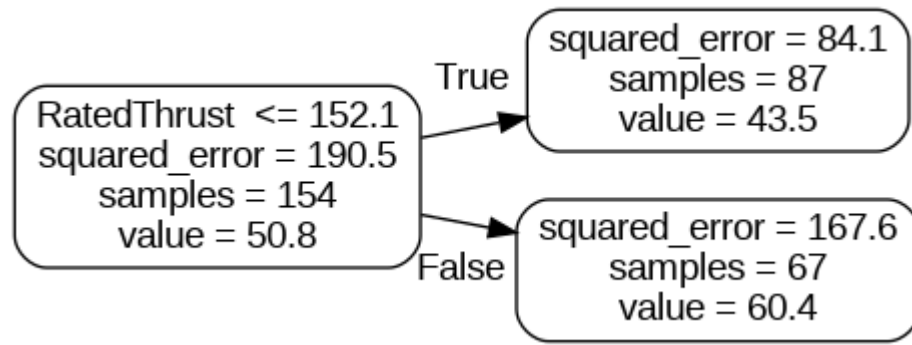 RatedThrust  <= 152.1
squared_error = 190.5
samples = 154
value = 50.8
True
squared_error = 84.1
samples = 87
value = 43.5
False
squared_error = 167.6
samples = 67
value = 60.4